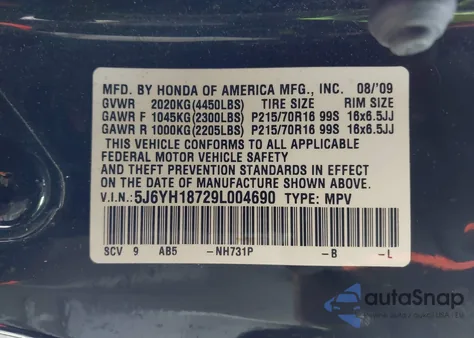 MFD. BY HONDA OF AMERICA MFG., INC. 08/'09
GVWR 2020KG(4450LBS) TIRE SIZE RIM SIZE
GAWR F 1045KG(2300LBS) P215/70R16 99S 16x6.5JJ
GAWR R 1000KG(2205LBS) P215/70R16 99S 16x6.5JJ
THIS VEHICLE CONFORMS TO ALL APPLICABLE
FEDERAL MOTOR VEHICLE SAFETY
AND THEFT PREVENTION STANDARDS IN
EFFECT ON THE DATE OF MANUFACTURE
V.I.N.: 5J6YH18729L004690 TYPE: MPV
SCV 9 AB5 -NH731P -B -L
autoSnap